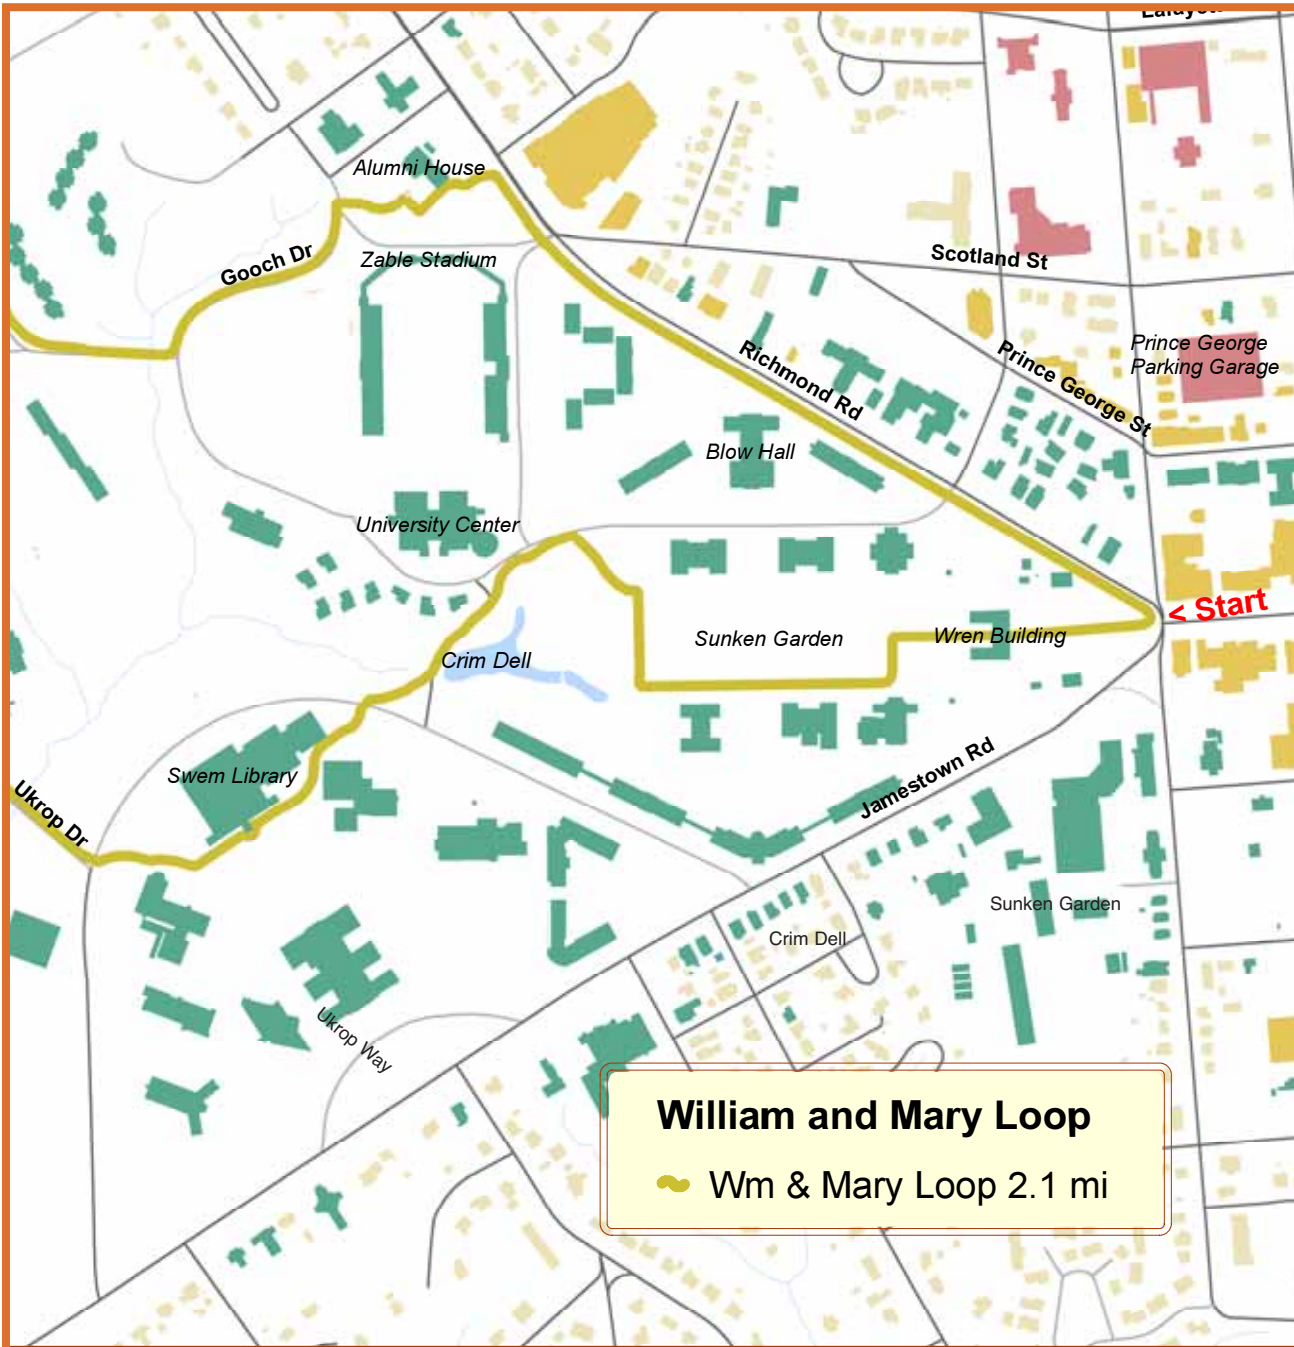 Alumni House
Gooch Dr
Zable Stadium
Scotland St
Prince George
Parking Garage
Richmond Rd
Prince George St
Blow Hall
University Center
< Start
Sunken Garden
Wren Building
Crim Dell
Swem Library
Jamestown Rd
Ukrop Dr
Sunken Garden
Crim Dell
Ukrop Way
William and Mary Loop
Wm & Mary Loop 2.1 mi